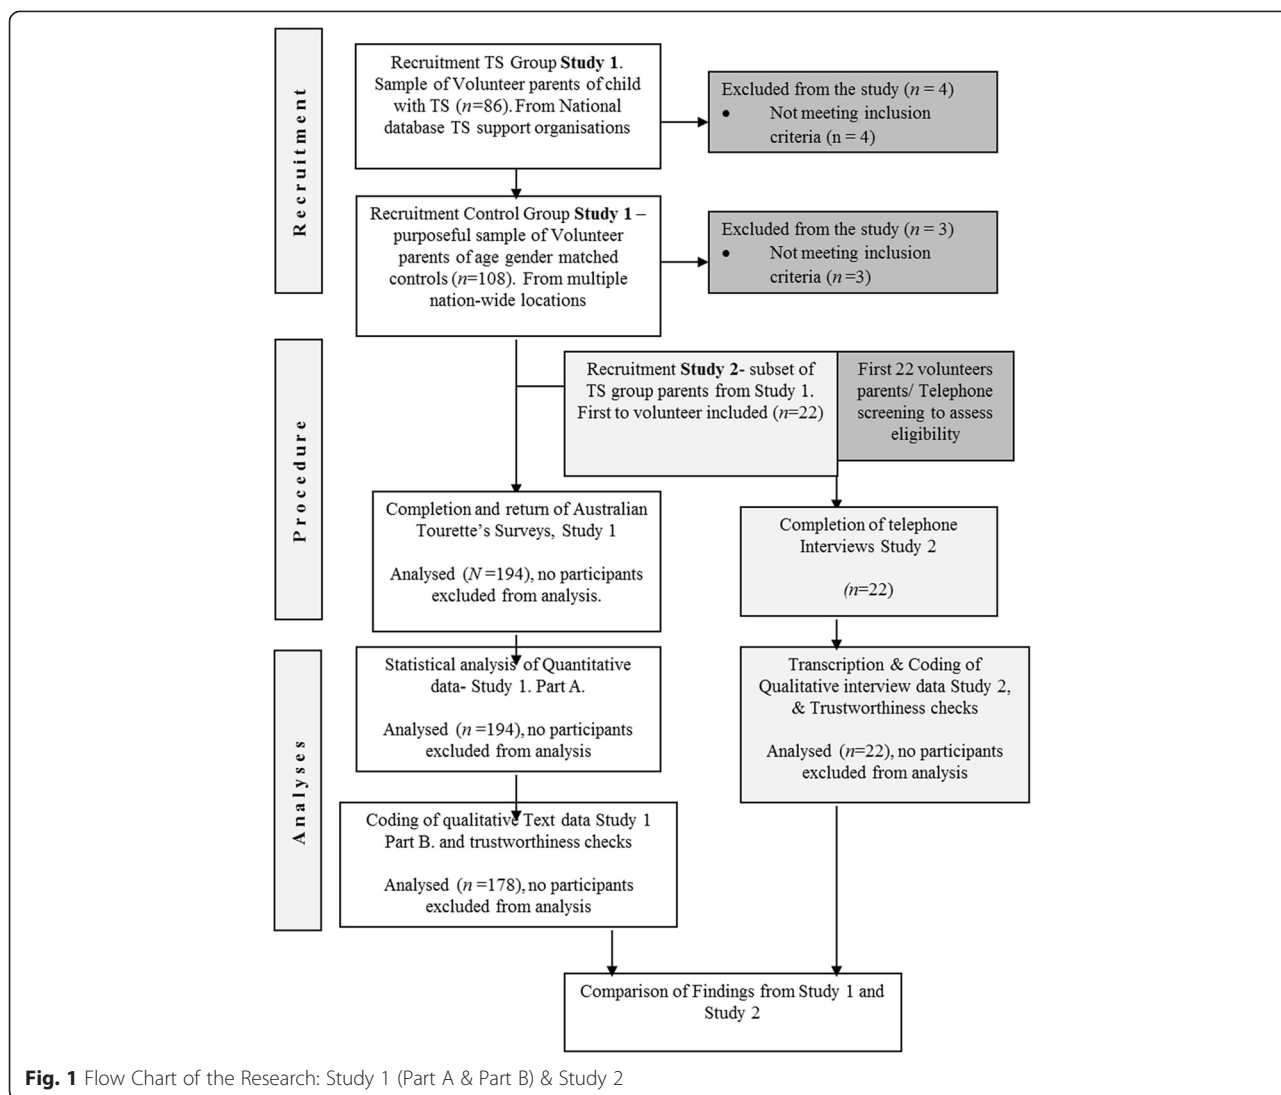 Recruitment
Recruitment TS Group Study 1.
Sample of Volunteer parents of child
with TS (n=86). From National
database TS support organisations
Excluded from the study (n = 4)
• Not meeting inclusion
criteria (n = 4)
Recruitment Control Group Study 1 –
purposeful sample of Volunteer
parents of age gender matched
controls (n=108). From multiple
nation-wide locations
Excluded from the study (n = 3)
• Not meeting inclusion
criteria (n =3)
Procedure
Recruitment Study 2- subset of
TS group parents from Study 1.
First to volunteer included (n=22)
First 22 volunteers
parents/ Telephone
screening to assess
eligibility
Completion and return of Australian
Tourette's Surveys, Study 1
Analysed (N =194), no participants
excluded from analysis.
Completion of telephone
Interviews Study 2
(n=22)
Analyses
Statistical analysis of Quantitative
data- Study 1. Part A.
Analysed (n =194), no participants
excluded from analysis
Transcription & Coding of
Qualitative interview data Study 2,
& Trustworthiness checks
Analysed (n=22), no participants
excluded from analysis
Coding of qualitative Text data Study 1
Part B. and trustworthiness checks
Analysed (n =178), no participants
excluded from analysis
Comparison of Findings from Study 1 and
Study 2
Fig. 1 Flow Chart of the Research: Study 1 (Part A & Part B) & Study 2